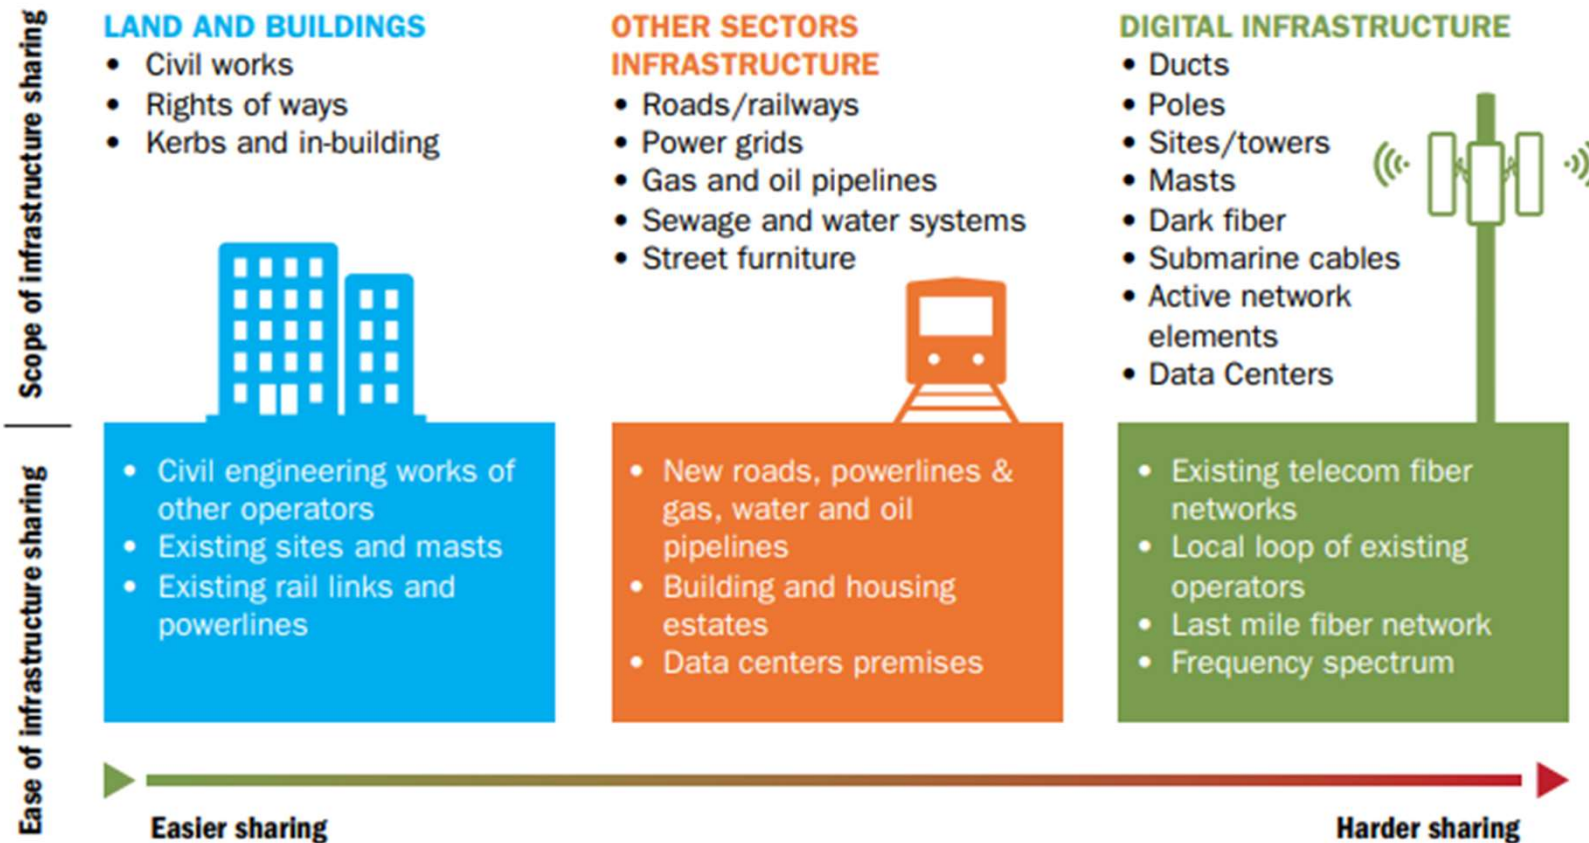 Scope of infrastructure sharing
LAND AND BUILDINGS
• Civil works
• Rights of ways
• Kerbs and in-building
OTHER SECTORS
INFRASTRUCTURE
• Roads/railways
• Power grids
• Gas and oil pipelines
• Sewage and water systems
• Street furniture
DIGITAL INFRASTRUCTURE
• Ducts
• Poles
• Sites/towers
• Masts
• Dark fiber
• Submarine cables
• Active network
elements
• Data Centers
Ease of infrastructure sharing
• Civil engineering works of
other operators
• Existing sites and masts
• Existing rail links and
powerlines
• New roads, powerlines &
gas, water and oil
pipelines
• Building and housing
estates
• Data centers premises
• Existing telecom fiber
networks
• Local loop of existing
operators
• Last mile fiber network
• Frequency spectrum
Easier sharing
Harder sharing